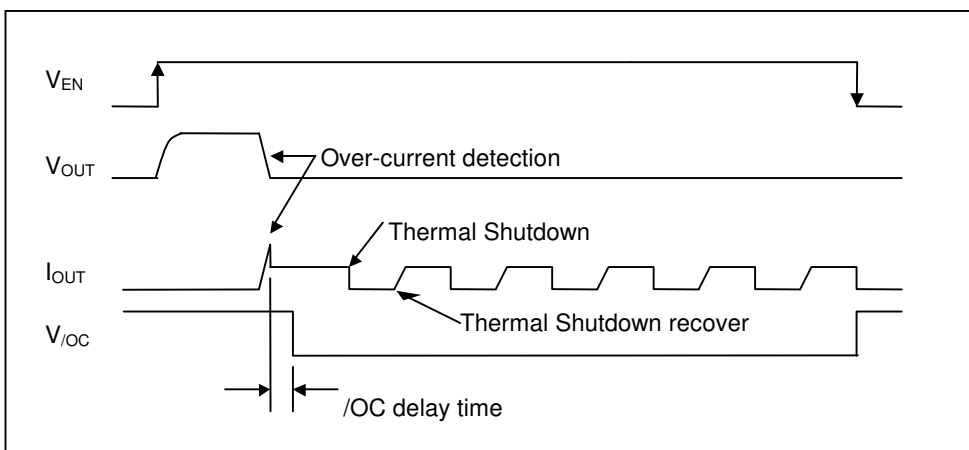 VEN
VOUT
Over-current detection
Thermal Shutdown
IOUT
Thermal Shutdown recover
V/OC
/OC delay time